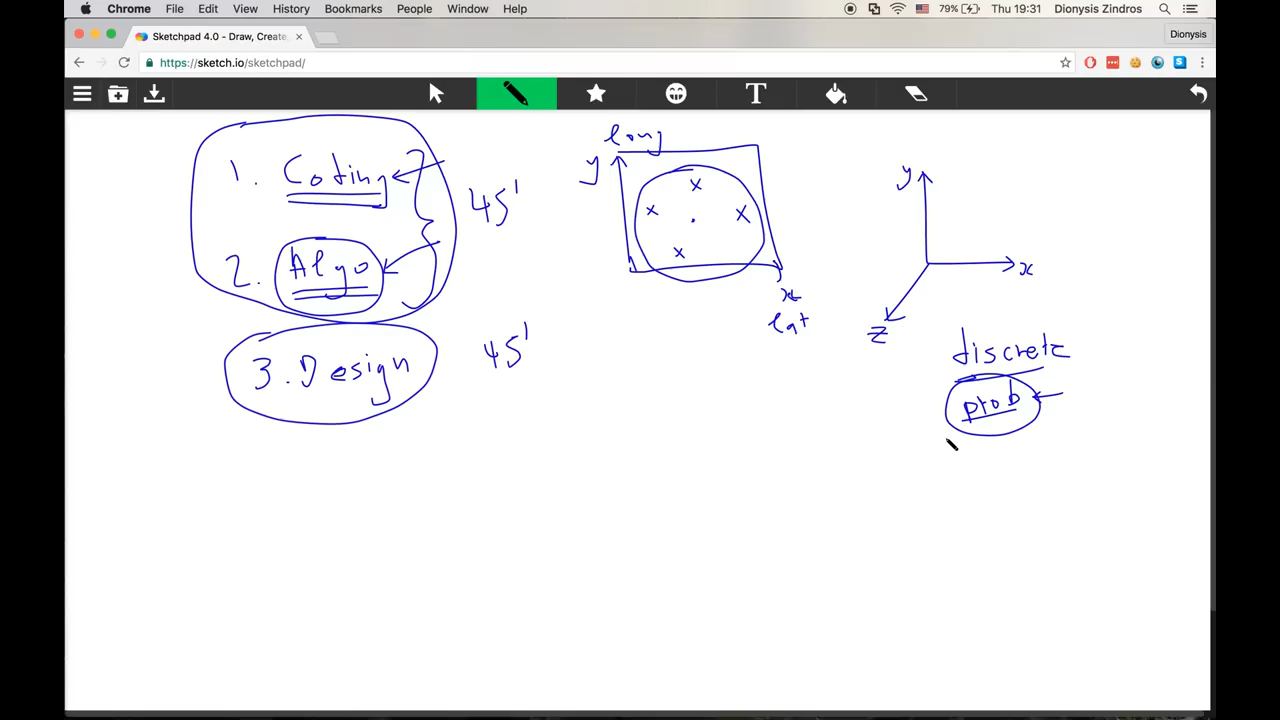 Chrome File Edit View History Bookmarks People Window Help 79% Thu 19:31 Dionysis Zindros
Sketchpad 4.0 - Draw, Create, Dionysis
https://sketch.io/sketchpad/
T
1. Coding
45'
2. Algo
3. Design
45'
long
y
x
x
x
x
x
lat
y
x
z
discrete
prob